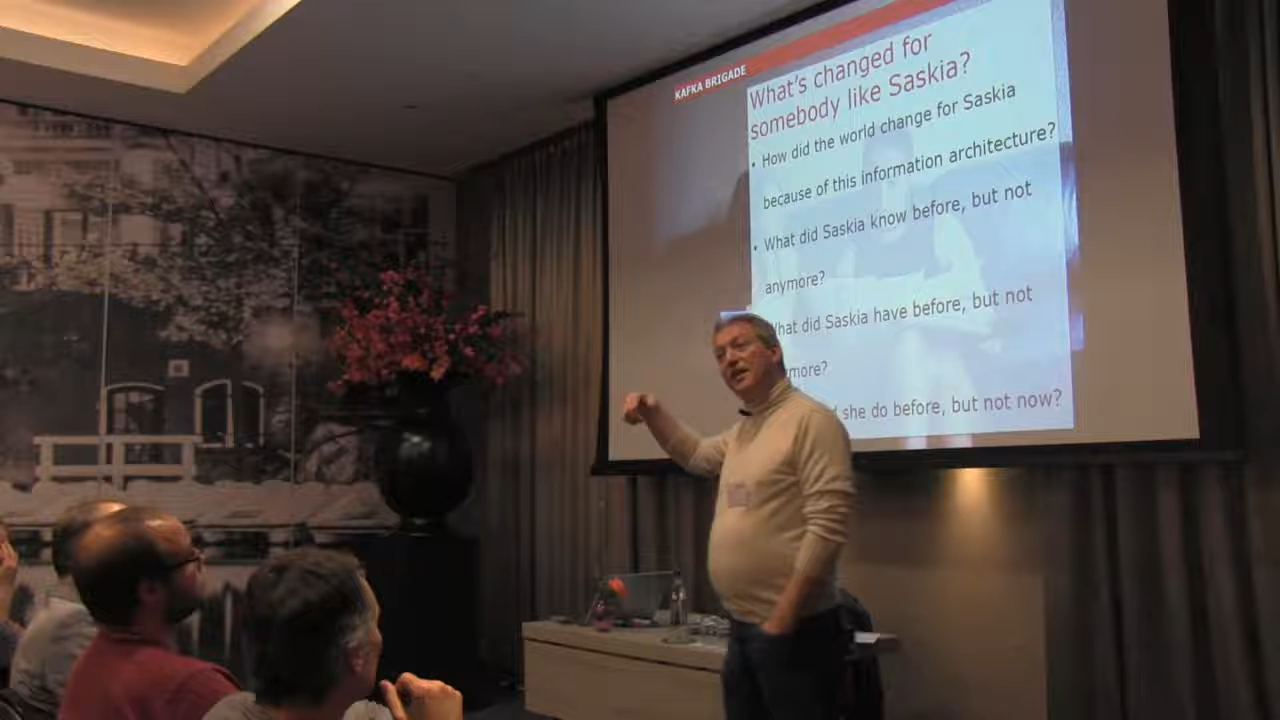 KAFKA BRIGADE
What's changed for
somebody like Saskia?
• How did the world change for Saskia
because of this information architecture?
• What did Saskia know before, but not
anymore?
What did Saskia have before, but not
more?
she do before, but not now?